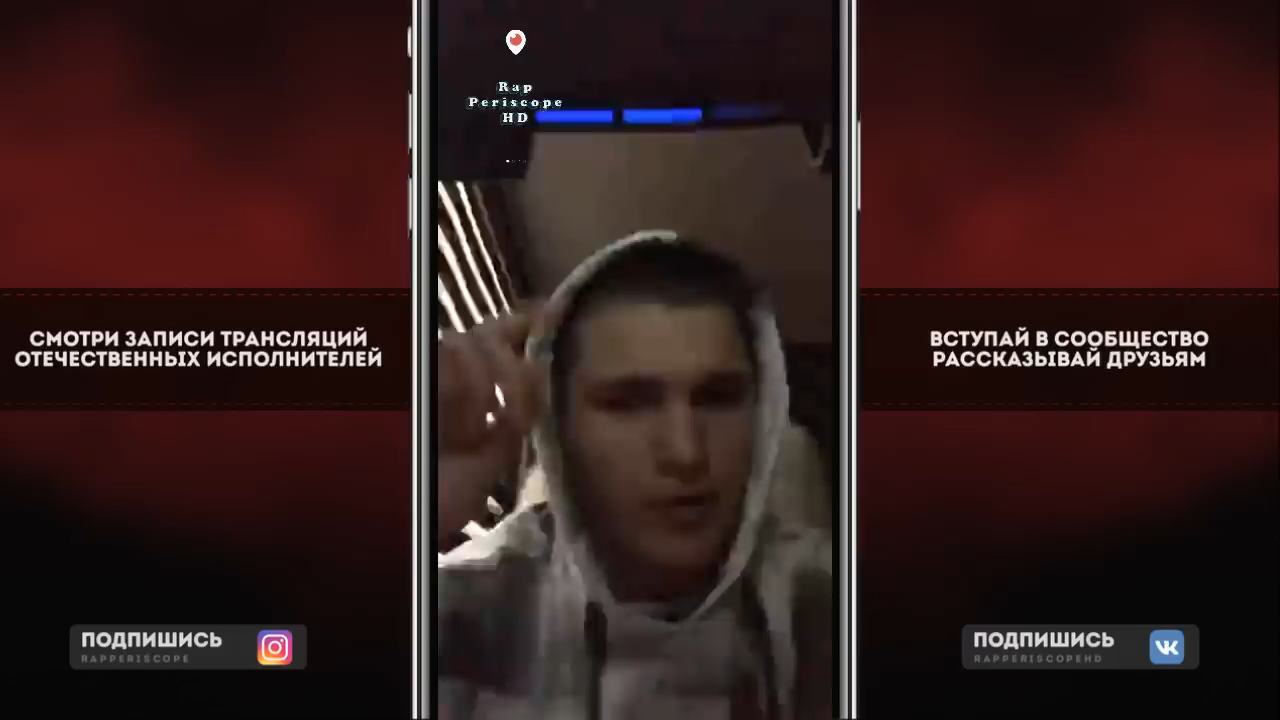 Rap
Periscope
HD
СМОТРИ ЗАПИСИ ТРАНСЛЯЦИЙ
ОТЕЧЕСТВЕННЫХ ИСПОЛНИТЕЛЕЙ
ВСТУПАЙ В СООБЩЕСТВО
РАССКАЗЫВАЙ ДРУЗЬЯМ
ПОДПИШИСЬ
RAPPERISCOPE
ПОДПИШИСЬ
RAPPERISCOPEHD